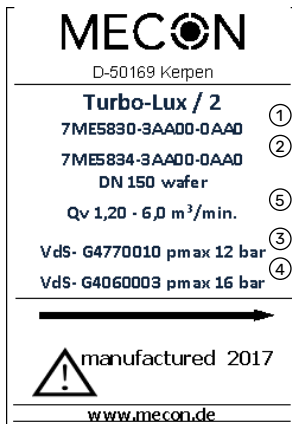 MECON
D-50169 Kerpen
Turbo-Lux / 2
7ME5830-3AA00-0AA0 ①
7ME5834-3AA00-0AA0 ②
DN 150 wafer
Qv 1,20 - 6,0 m³/min. ⑤
VdS- G4770010 pmax 12 bar ③
VdS- G4060003 pmax 16 bar ④
manufactured 2017
www.mecon.de